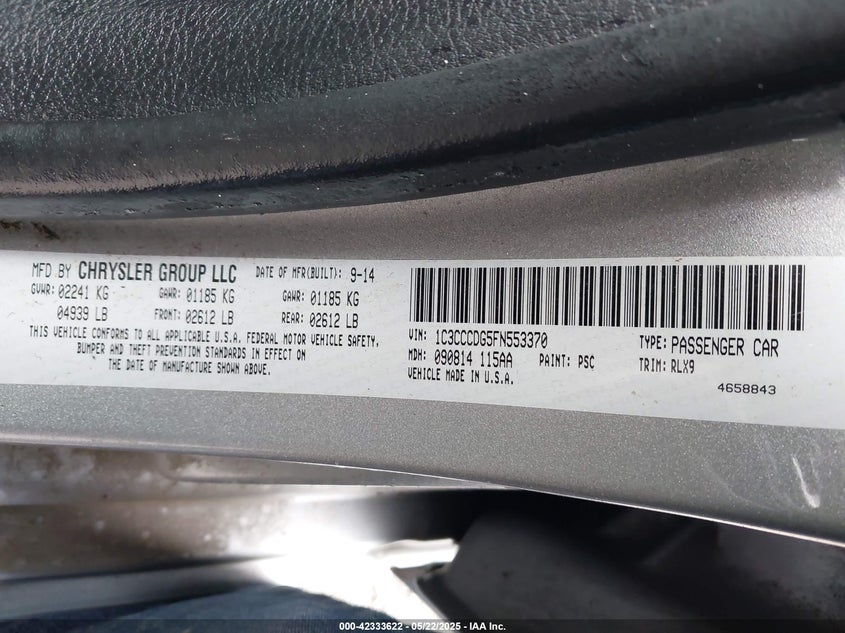 MFD BY CHRYSLER GROUP LLC DATE OF MFR(BUILT): 9-14
GVWR: 02241 KG GAWR: 01185 KG GAWR: 01185 KG
04939 LB FRONT: 02612 LB REAR: 02612 LB
THIS VEHICLE CONFORMS TO ALL APPLICABLE U.S.A. FEDERAL MOTOR VEHICLE SAFETY,
BUMPER AND THEFT PREVENTION STANDARDS IN EFFECT ON
THE DATE OF MANUFACTURE SHOWN ABOVE.
VIN: 1C3CCCDG5FN553370 TYPE: PASSENGER CAR
MDH: 090814 115AA PAINT: PSC TRIM: RLX9
VEHICLE MADE IN U.S.A.
4658843
000-42333622 - 05/22/2025 - IAA Inc.